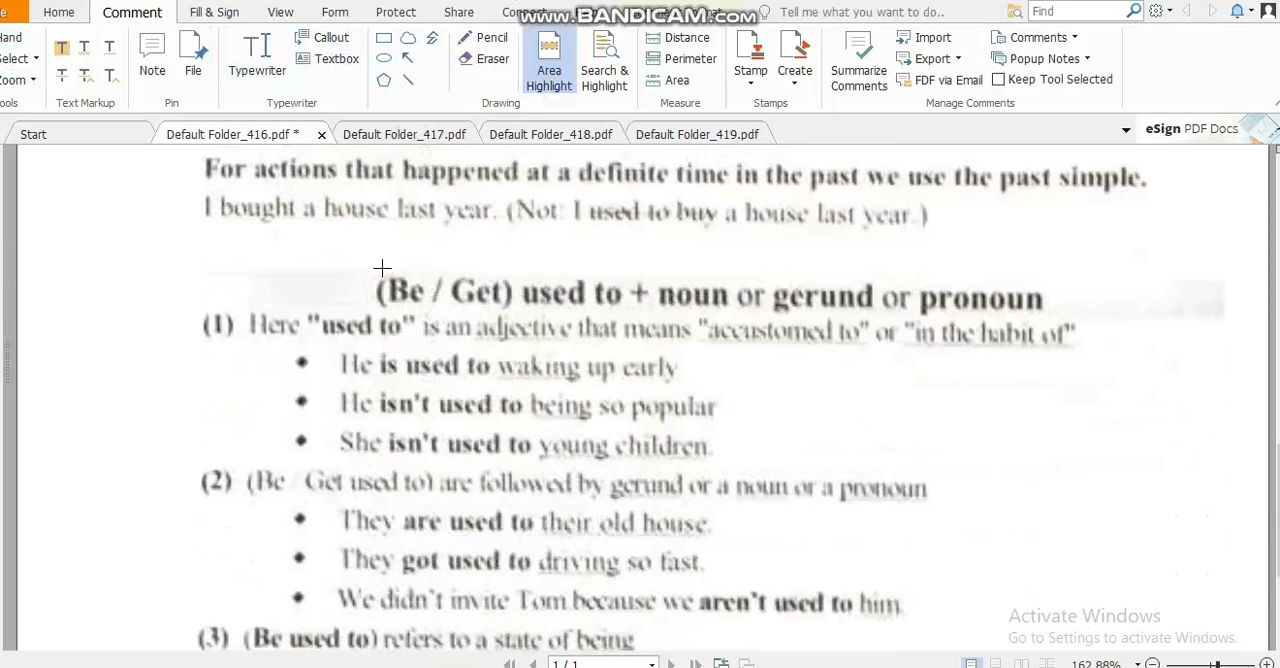 www.BANDICAM.com
Home Comment Fill & Sign View Form Protect Share Tell me what you want to do.. Find
Callout
Textbox
Note File Typewriter
Pencil
Eraser
Area Highlight
Search & Highlight
Distance
Perimeter
Area
Stamp Create
Summarize Comments
Import
Export
FDF via Email
Comments
Popup Notes
Keep Tool Selected
Text Markup Pin Typewriter Drawing Measure Stamps Manage Comments
Start Default Folder_416.pdf * x Default Folder_417.pdf Default Folder_418.pdf Default Folder_419.pdf eSign PDF Docs
For actions that happened at a definite time in the past we use the past simple.
I bought a house last year. (Not: I used to buy a house last year.)
(Be / Get) used to + noun or gerund or pronoun
(1) Here "used to" is an adjective that means "accustomed to" or "in the habit of"
• He is used to waking up early
• He isn't used to being so popular
• She isn't used to young children.
(2) (Be / Get used to) are followed by gerund or a noun or a pronoun
• They are used to their old house.
• They got used to driving so fast.
• We didn't invite Tom because we aren't used to him.
(3) (Be used to) refers to a state of being
Activate Windows
Go to Settings to activate Windows.
1 / 1 162.88%